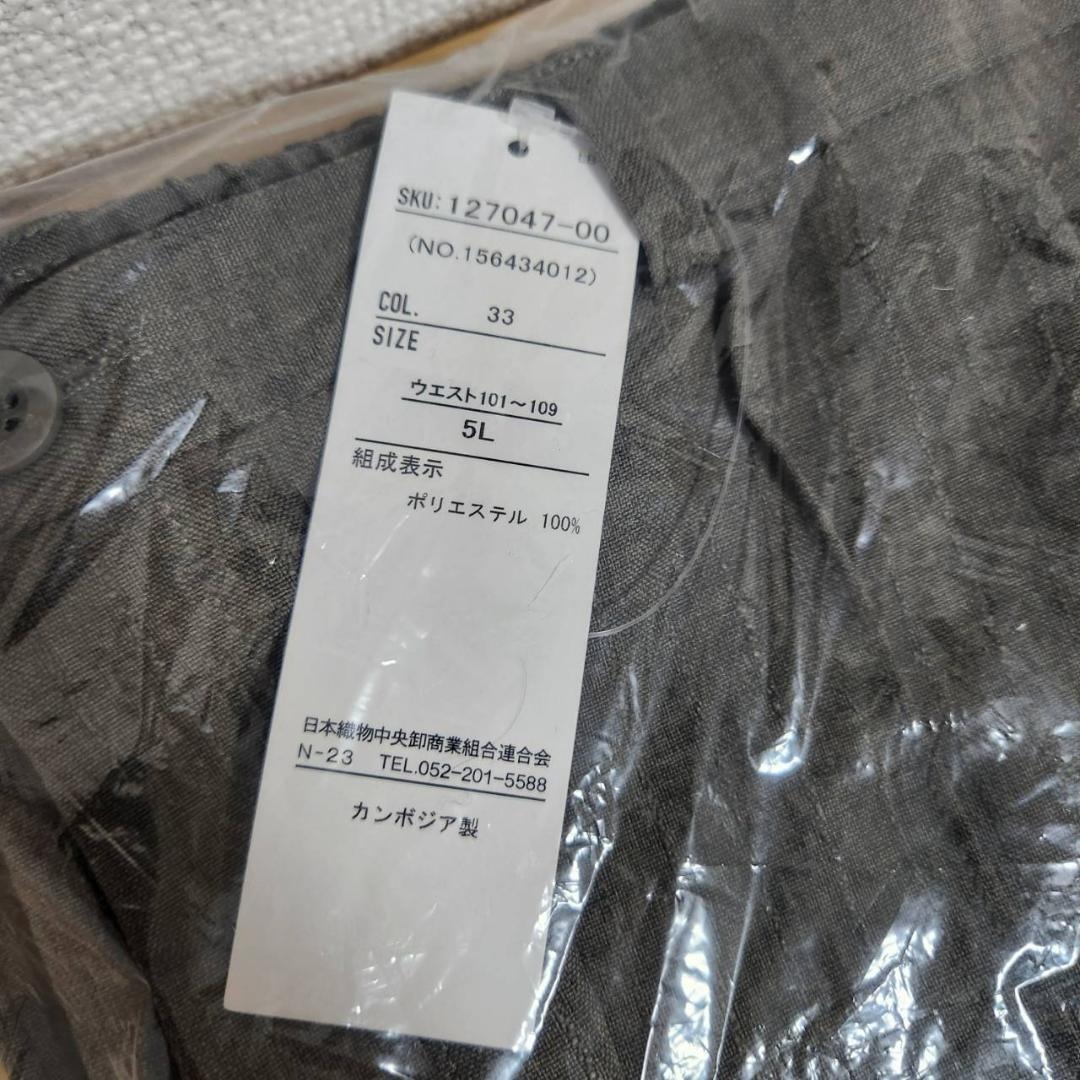 SKU: 127047-00
(NO.156434012)
COL. 33
SIZE
ウエスト101～109
5L
組成表示
ポリエステル 100%
日本織物中央卸商業組合連合会
N-23 TEL.052-201-5588
カンボジア製